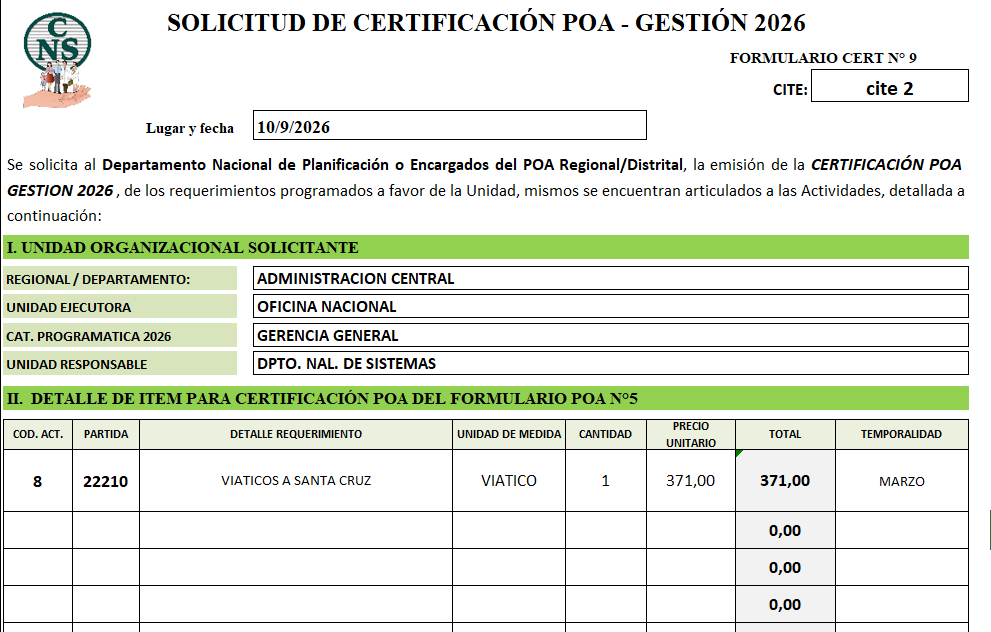 CNS
SOLICITUD DE CERTIFICACIÓN POA - GESTIÓN 2026
FORMULARIO CERT N° 9
CITE: cite 2
Lugar y fecha 10/9/2026
Se solicita al Departamento Nacional de Planificación o Encargados del POA Regional/Distrital, la emisión de la CERTIFICACIÓN POA
GESTION 2026 , de los requerimientos programados a favor de la Unidad, mismos se encuentran articulados a las Actividades, detallada a
continuación:
I. UNIDAD ORGANIZACIONAL SOLICITANTE
REGIONAL / DEPARTAMENTO: ADMINISTRACION CENTRAL
UNIDAD EJECUTORA OFICINA NACIONAL
CAT. PROGRAMATICA 2026 GERENCIA GENERAL
UNIDAD RESPONSABLE DPTO. NAL. DE SISTEMAS
II. DETALLE DE ITEM PARA CERTIFICACIÓN POA DEL FORMULARIO POA N°5
COD. ACT. PARTIDA DETALLE REQUERIMIENTO UNIDAD DE MEDIDA CANTIDAD PRECIO UNITARIO TOTAL TEMPORALIDAD
8 22210 VIATICOS A SANTA CRUZ VIATICO 1 371,00 371,00 MARZO
0,00
0,00
0,00